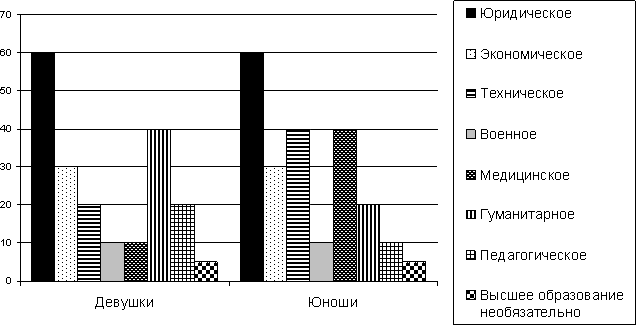 70
60
50
40
30
20
10
0
Девушки
Юноши
Юридическое
Экономическое
Техническое
Военное
Медицинское
Гуманитарное
Педагогическое
Высшее образование
необязательно